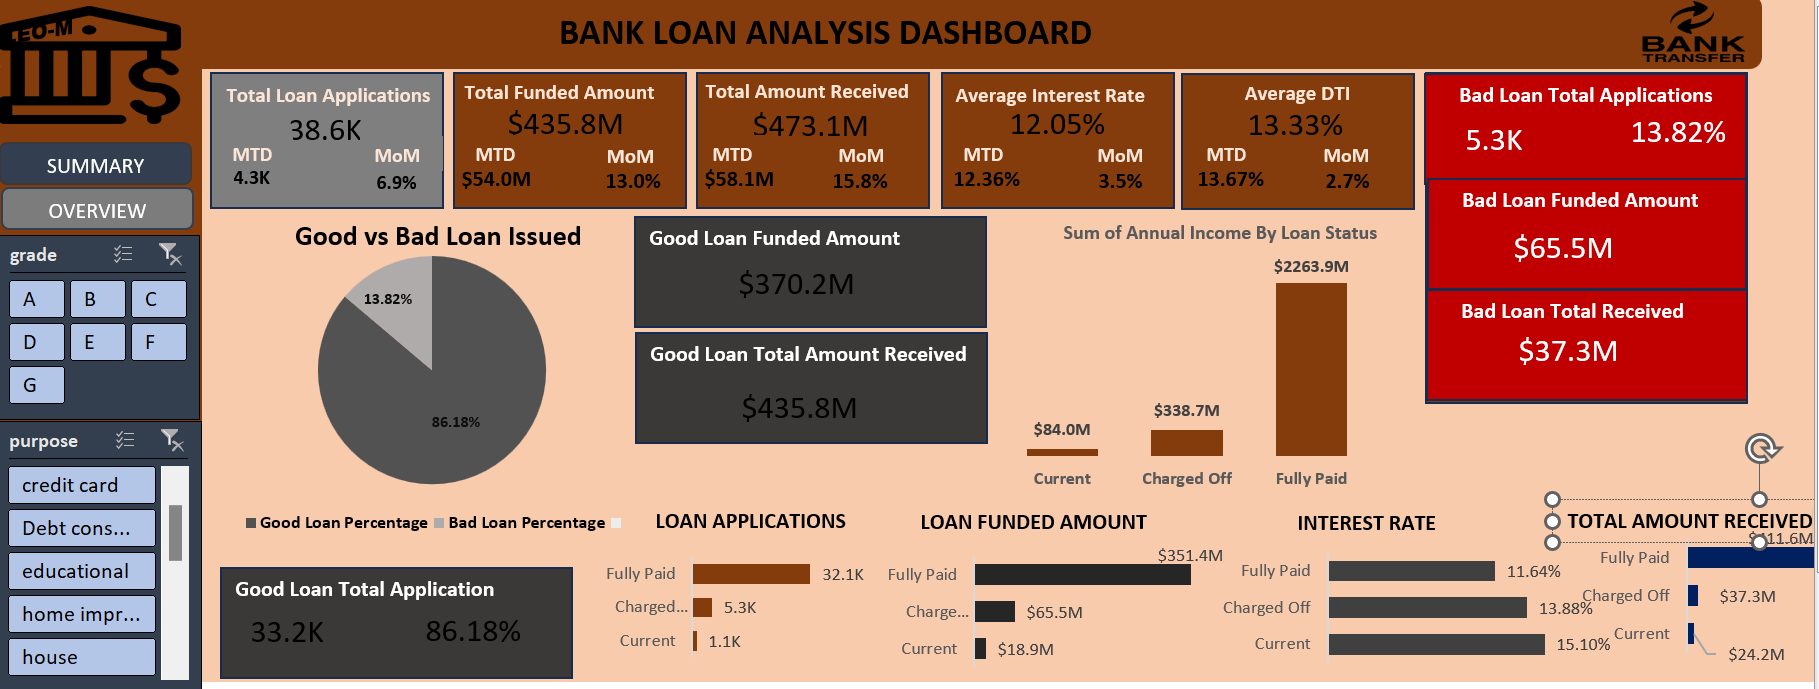 LEO-M
BANK LOAN ANALYSIS DASHBOARD
BANK
TRANSFER
SUMMARY
OVERVIEW
grade
A B C
D E F
G
purpose
credit card
Debt cons...
educational
home impr...
house
Total Loan Applications
38.6K
MTD MoM
4.3K 6.9%
Total Funded Amount
$435.8M
MTD MoM
$54.0M 13.0%
Total Amount Received
$473.1M
MTD MoM
$58.1M 15.8%
Average Interest Rate
12.05%
MTD MoM
12.36% 3.5%
Average DTI
13.33%
MTD MoM
13.67% 2.7%
Bad Loan Total Applications
5.3K 13.82%
Bad Loan Funded Amount
$65.5M
Bad Loan Total Received
$37.3M
Good vs Bad Loan Issued
13.82%
86.18%
Good Loan Percentage Bad Loan Percentage
Good Loan Funded Amount
$370.2M
Good Loan Total Amount Received
$435.8M
Sum of Annual Income By Loan Status
$2263.9M
$338.7M
$84.0M
Current Charged Off Fully Paid
Good Loan Total Application
33.2K 86.18%
LOAN APPLICATIONS
Fully Paid 32.1K
Charged... 5.3K
Current 1.1K
LOAN FUNDED AMOUNT
$351.4M
Fully Paid
Charge... $65.5M
Current $18.9M
INTEREST RATE
Fully Paid 11.64%
Charged Off 13.88%
Current 15.10%
TOTAL AMOUNT RECEIVED
Fully Paid
Charged Off $37.3M
Current $24.2M